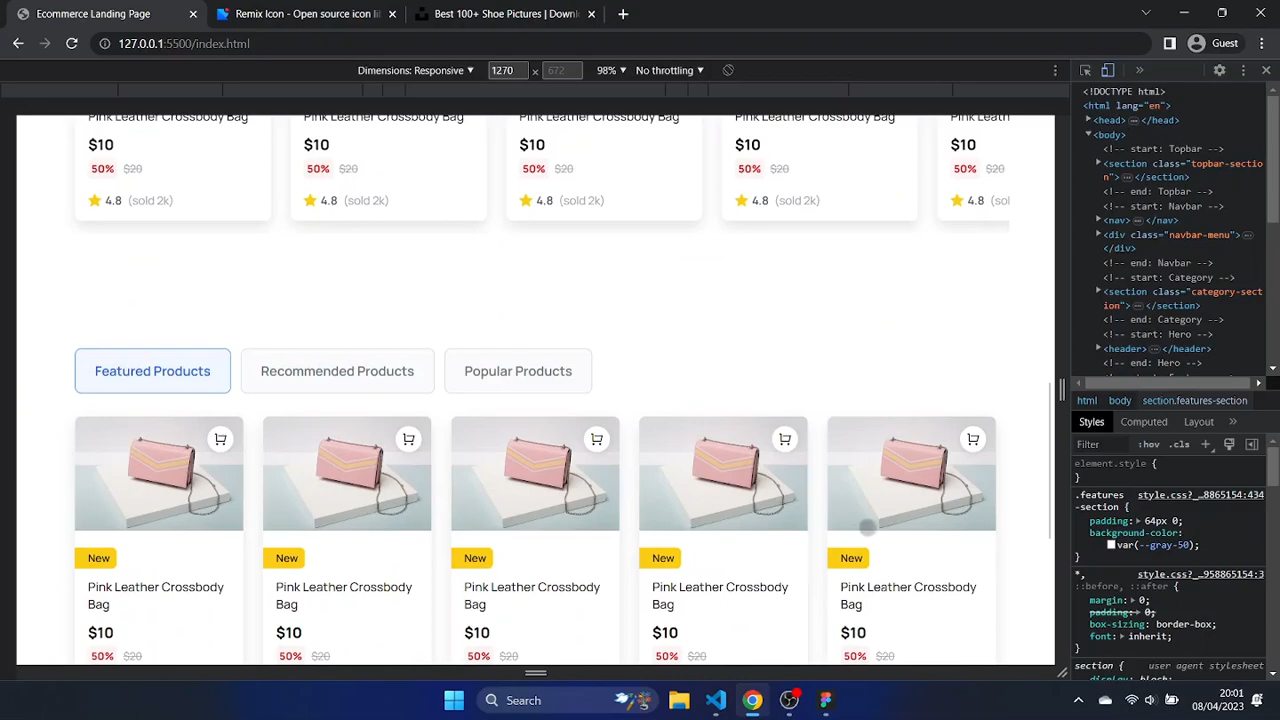 Ecommerce Landing Page
Remix Icon - Open source icon lib
Best 100+ Shoe Pictures | Downl
127.0.0.1:5500/index.html
Guest
Dimensions: Responsive
1270
672
98%
No throttling
Pink Leather Crossbody Bag
Pink Leather Crossbody Bag
Pink Leather Crossbody Bag
Pink Leather Crossbody Bag
Pink Leath
$10
$10
$10
$10
$10
50% $20
50% $20
50% $20
50% $20
50% $20
4.8 (sold 2k)
4.8 (sold 2k)
4.8 (sold 2k)
4.8 (sold 2k)
4.8 (sol
Featured Products
Recommended Products
Popular Products
New
New
New
New
New
Pink Leather Crossbody
Bag
Pink Leather Crossbody
Bag
Pink Leather Crossbody
Bag
Pink Leather Crossbody
Bag
Pink Leather Crossbody
Bag
$10
$10
$10
$10
$10
50% $20
50% $20
50% $20
50% $20
50% $20
<!DOCTYPE html>
<html lang="en">
<head> </head>
<body>
<!-- start: Topbar -->
<section class="topbar-sectio
n"> </section>
<!-- end: Topbar -->
<!-- start: Navbar -->
<nav> </nav>
<div class="navbar-menu">
</div>
<!-- end: Navbar -->
<!-- start: Category -->
<section class="category-sect
ion"> </section>
<!-- end: Category -->
<!-- start: Hero -->
<header> </header>
<!-- end: Hero -->
html body section.features-section
Styles Computed Layout
Filter :hov .cls
element.style {
}
.features style.css?_…8865154:434
-section {
padding: 64px 0;
background-color:
var(--gray-50);
}
*, style.css?_…958865154:3
::before, ::after {
margin: 0;
padding: 0;
box-sizing: border-box;
font: inherit;
}
section { user agent stylesheet
Search
20:01
08/04/2023